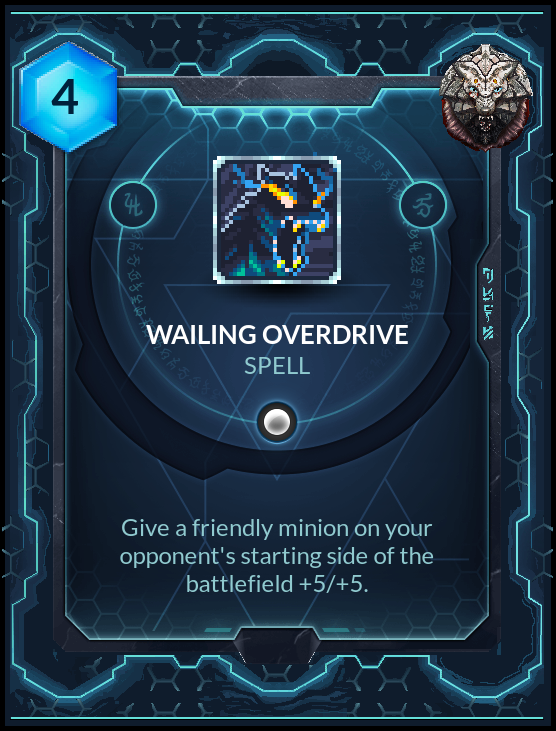 4
WAILING OVERDRIVE
SPELL
Give a friendly minion on your
opponent's starting side of the
battlefield +5/+5.